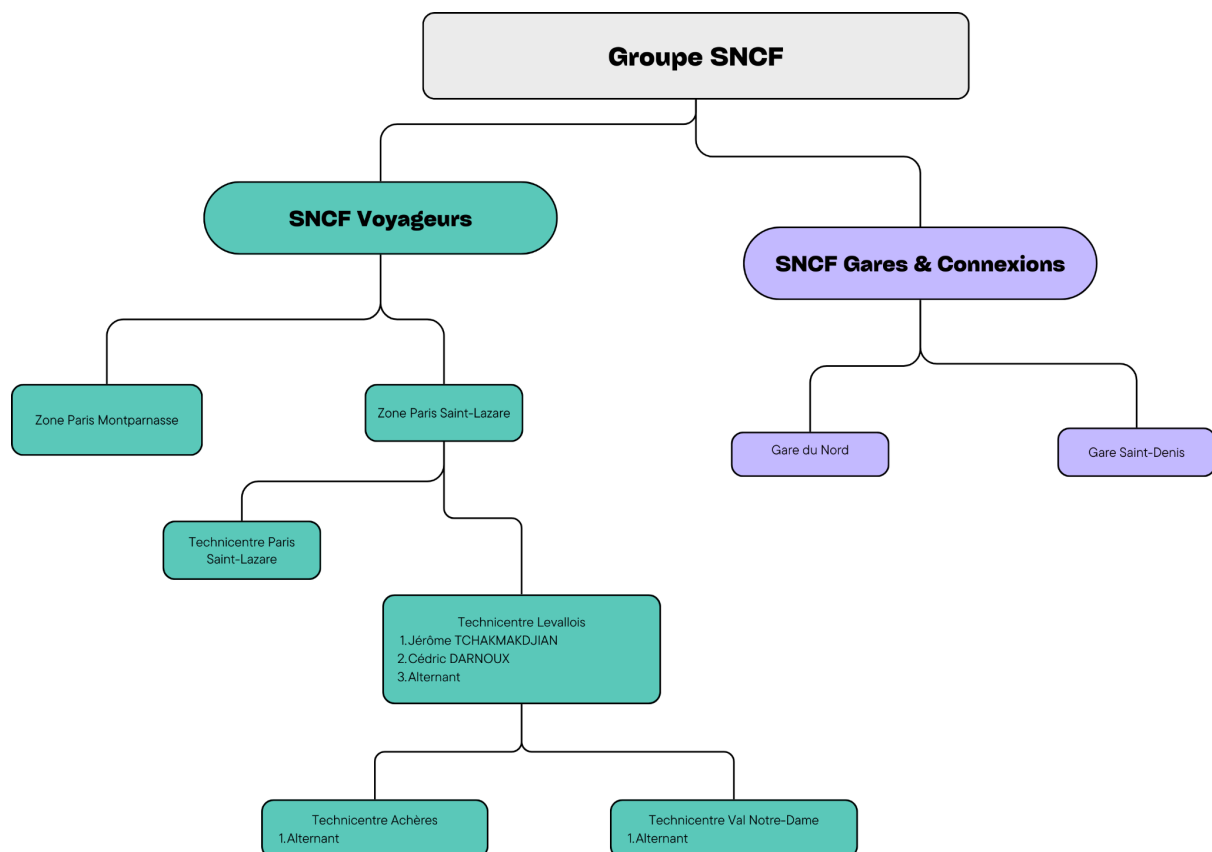 Groupe SNCF
SNCF Voyageurs
SNCF Gares & Connexions
Zone Paris Montparnasse
Zone Paris Saint-Lazare
Gare du Nord
Gare Saint-Denis
Technicentre Paris
Saint-Lazare
Technicentre Levallois
1.Jérôme TCHAKMAKDJIAN
2.Cédric DARNOUX
3.Alternant
Technicentre Achères
1.Alternant
Technicentre Val Notre-Dame
1.Alternant